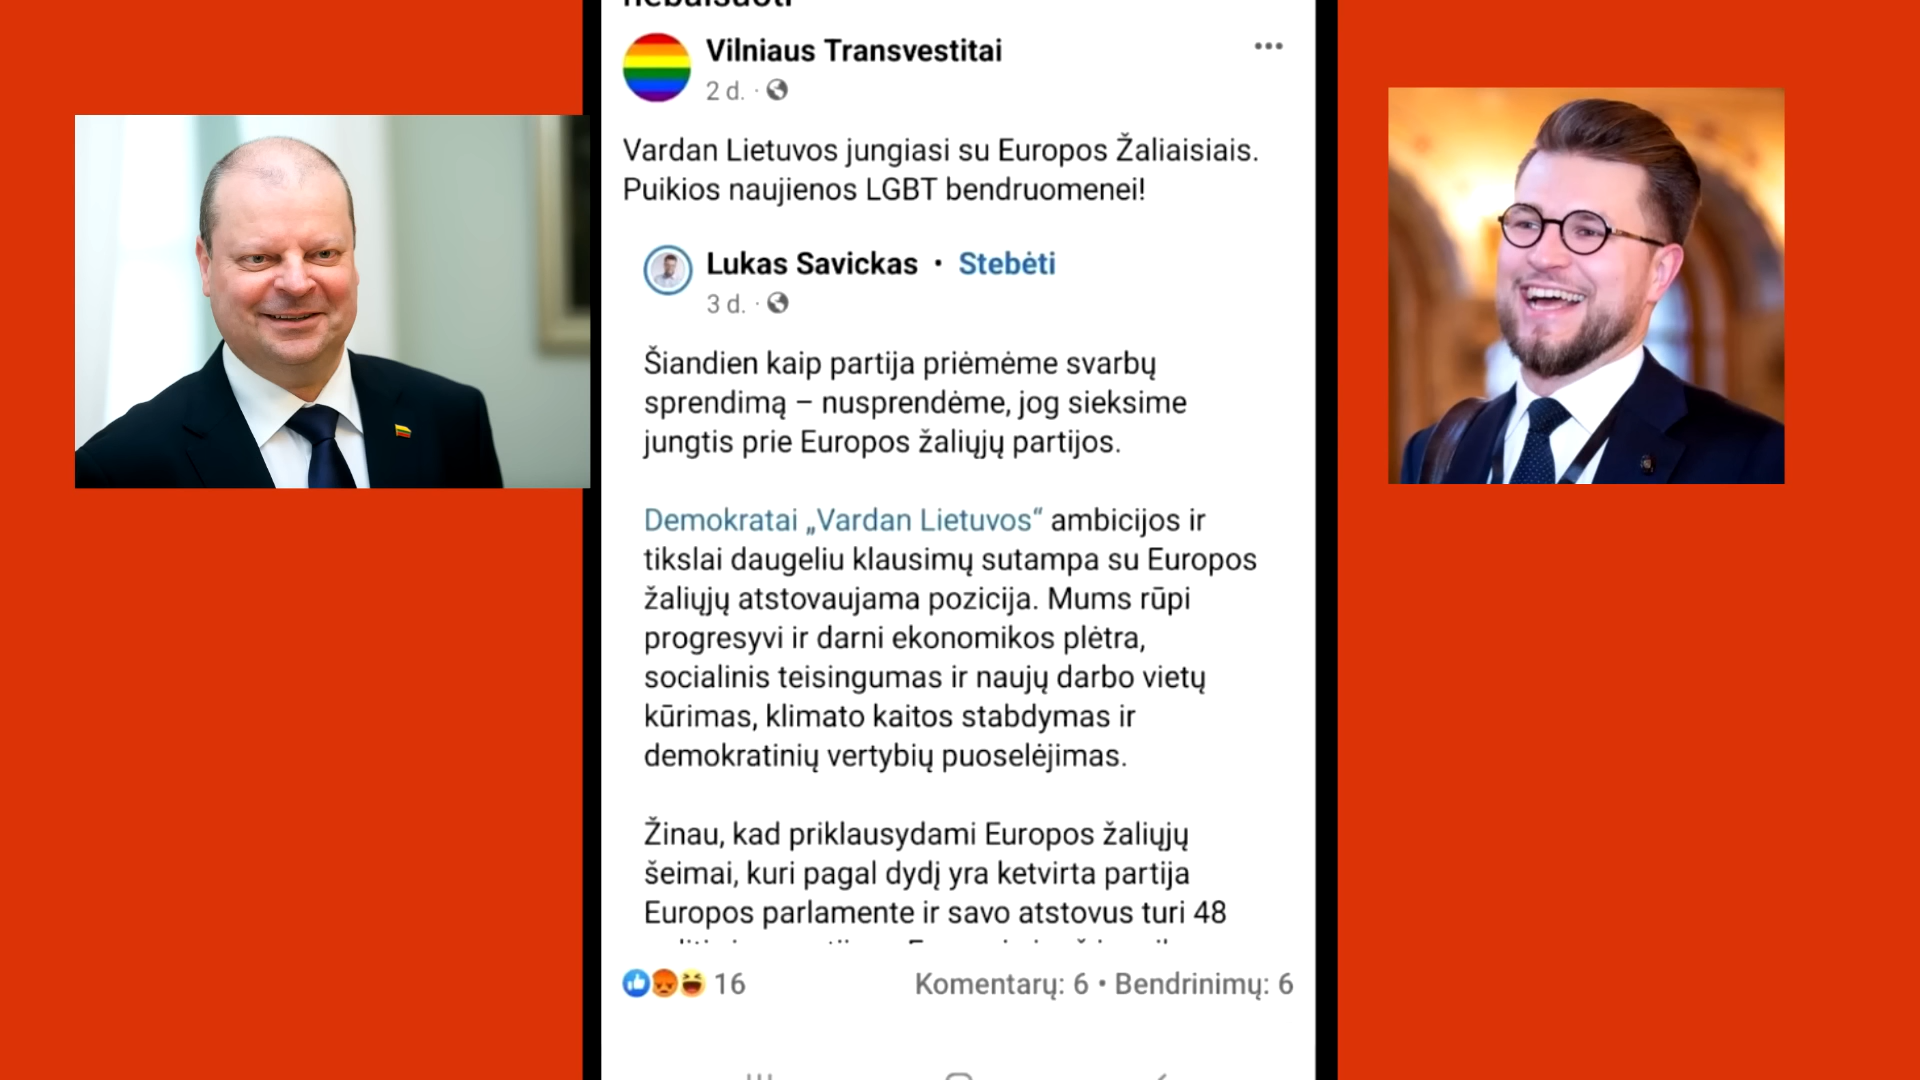 nebalsuoti
Vilniaus Transvestitai
2 d. ·
Vardan Lietuvos jungiasi su Europos Žaliaisiais.
Puikios naujienos LGBT bendruomenei!
Lukas Savickas · Stebėti
3 d. ·
Šiandien kaip partija priėmėme svarbų
sprendimą – nusprendėme, jog sieksime
jungtis prie Europos žaliųjų partijos.
Demokratai „Vardan Lietuvos“ ambicijos ir
tikslai daugeliu klausimų sutampa su Europos
žaliųjų atstovaujama pozicija. Mums rūpi
progresyvi ir darni ekonomikos plėtra,
socialinis teisingumas ir naujų darbo vietų
kūrimas, klimato kaitos stabdymas ir
demokratinių vertybių puoselėjimas.
Žinau, kad priklausydami Europos žaliųjų
šeimai, kuri pagal dydį yra ketvirta partija
Europos parlamente ir savo atstovus turi 48
16
Komentarų: 6 • Bendrinimų: 6